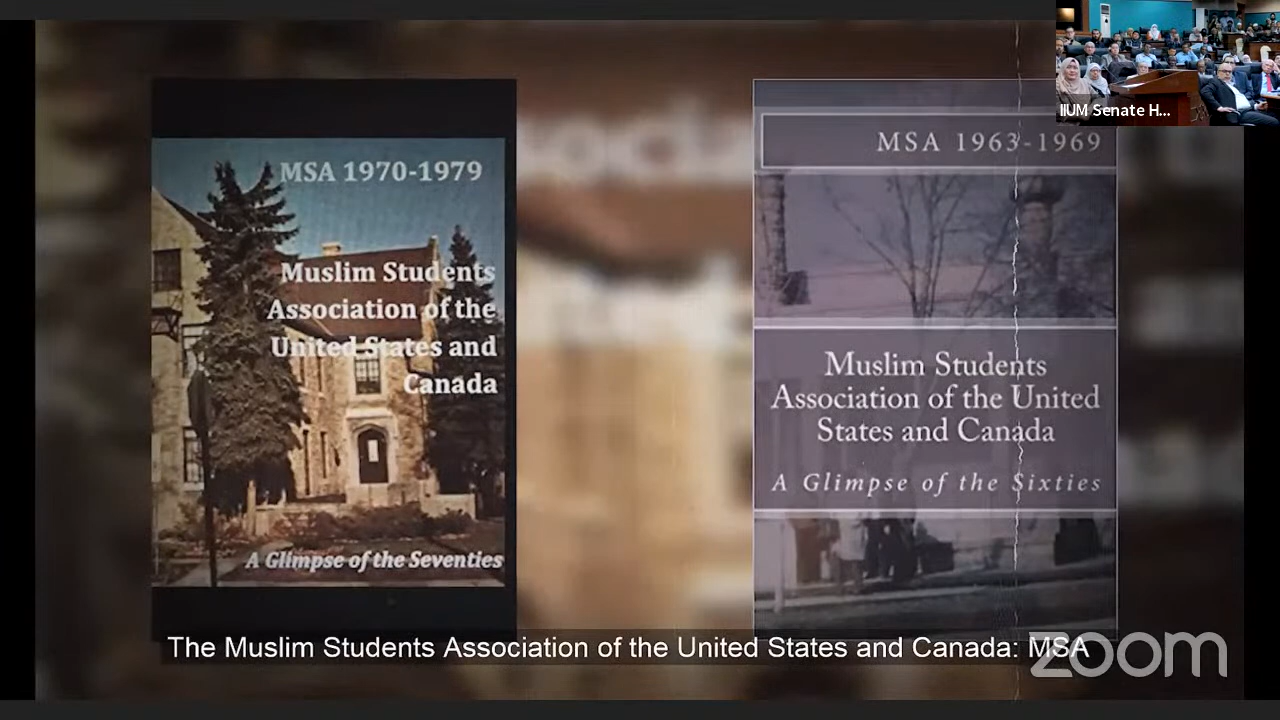 IIUM Senate H...
MSA 1970-1979
Muslim Students
Association of the
United States and
Canada
A Glimpse of the Seventies
MSA 1963-1969
Muslim Students
Association of the United
States and Canada
A Glimpse of the Sixties
The Muslim Students Association of the United States and Canada: MSA
zoom